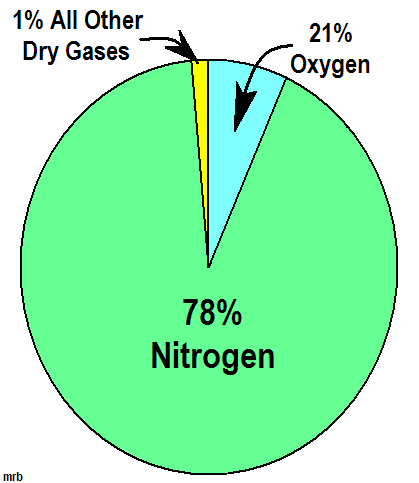 1% All Other
Dry Gases
21%
Oxygen
78%
Nitrogen
mrb